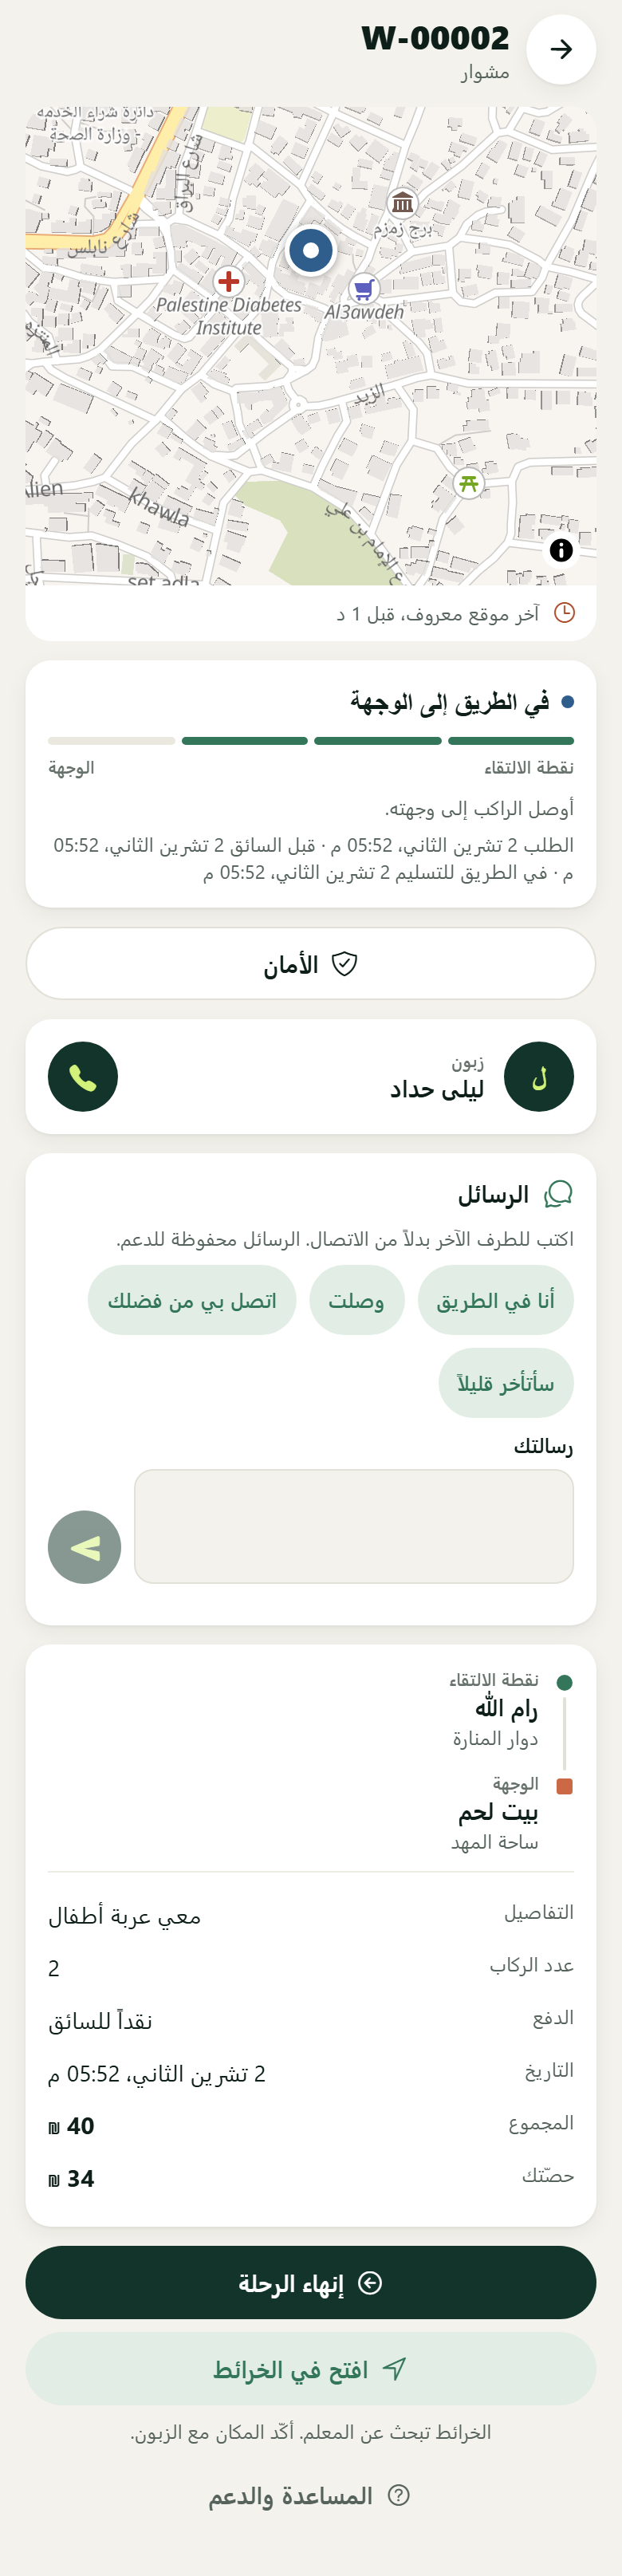 W-00002
مشوار
دائرة شراء الخدمة
- وزارة الصحة
شارع البراق
شارع نابلس
برج زمزم
Palestine Diabetes
Institute
Al3awdeh
الزيد
khawla
set adla
آخر موقع معروف، قبل 1 د
في الطريق إلى الوجهة
نقطة الالتقاء
الوجهة
أوصل الراكب إلى وجهته.
الطلب 2 تشرين الثاني، 05:52 م · قبل السائق 2 تشرين الثاني، 05:52
م · في الطريق للتسليم 2 تشرين الثاني، 05:52 م
الأمان
ل
زبون
ليلى حداد
الرسائل
اكتب للطرف الآخر بدلاً من الاتصال. الرسائل محفوظة للدعم.
أنا في الطريق
وصلت
اتصل بي من فضلك
سأتأخر قليلاً
رسالتك
نقطة الالتقاء
رام الله
دوار المنارة
الوجهة
بيت لحم
ساحة المهد
التفاصيل
معي عربة أطفال
عدد الركاب
2
الدفع
نقداً للسائق
التاريخ
2 تشرين الثاني، 05:52 م
المجموع
40 ₪
حصّتك
34 ₪
إنهاء الرحلة
افتح في الخرائط
الخرائط تبحث عن المعلم. أكّد المكان مع الزبون.
المساعدة والدعم